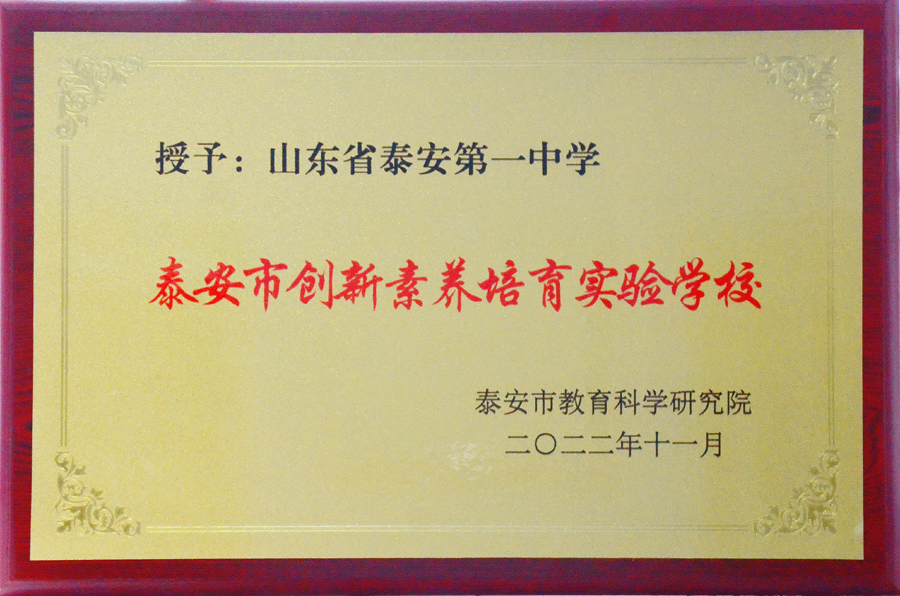 授予：山东省泰安第一中学
泰安市创新素养培育实验学校
泰安市教育科学研究院
二〇二二年十一月